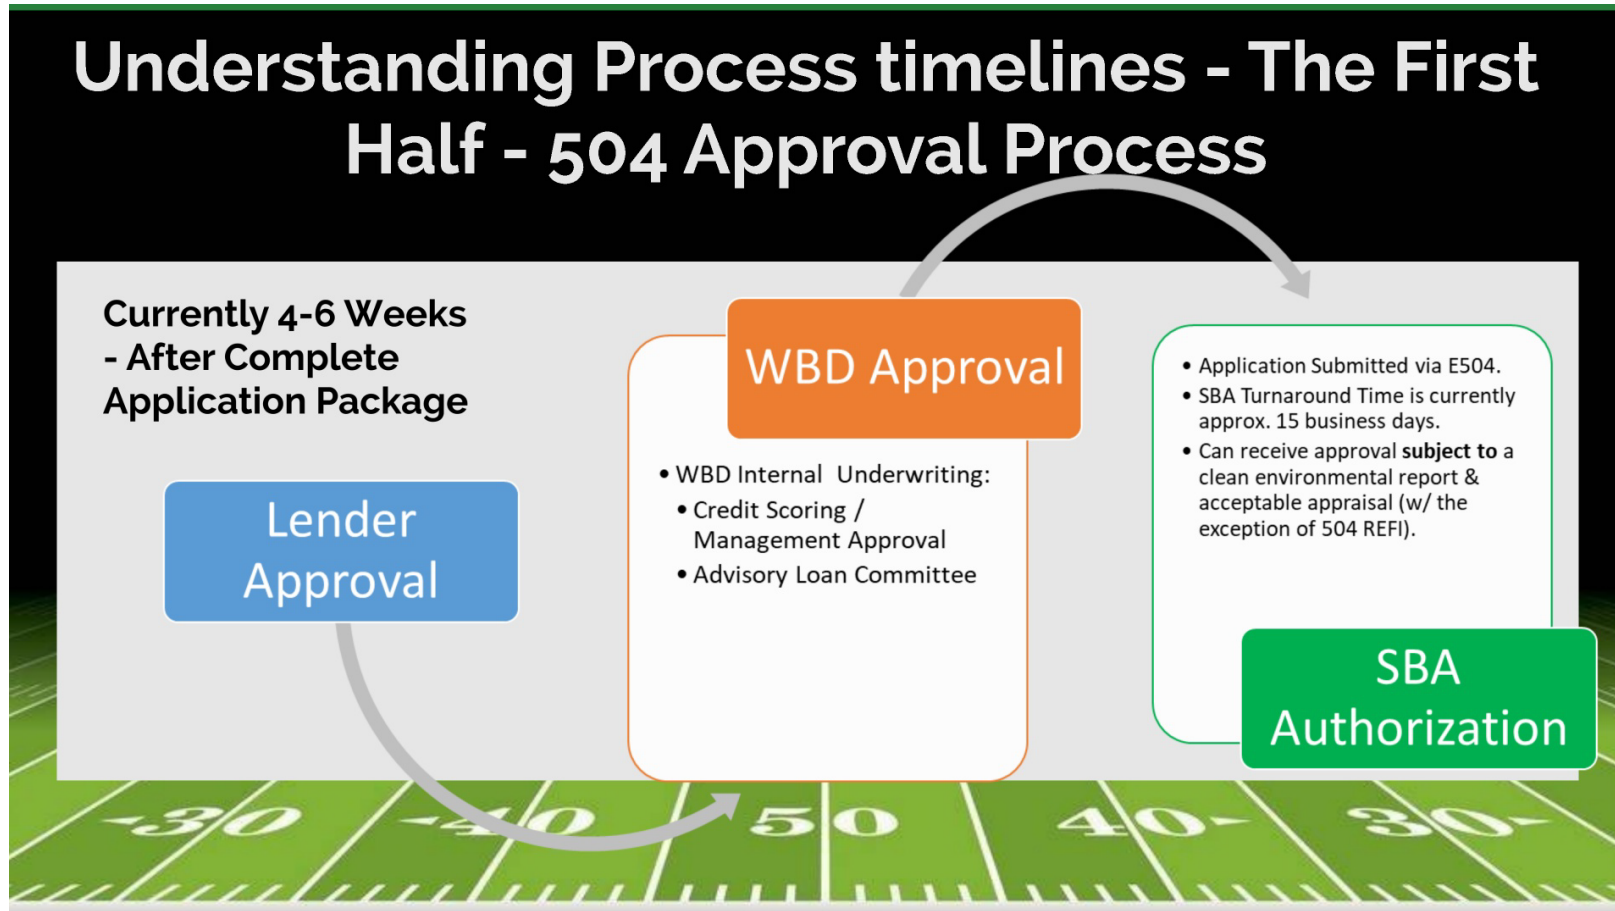 Understanding Process timelines - The First
Half - 504 Approval Process
Currently 4-6 Weeks
- After Complete
Application Package
Lender
Approval
WBD Approval
• WBD Internal  Underwriting:
• Credit Scoring /
Management Approval
• Advisory Loan Committee
• Application Submitted via E504.
• SBA Turnaround Time is currently
approx. 15 business days.
• Can receive approval subject to a
clean environmental report &
acceptable appraisal (w/ the
exception of 504 REFI).
SBA
Authorization
-30 -40 50 40- 30-